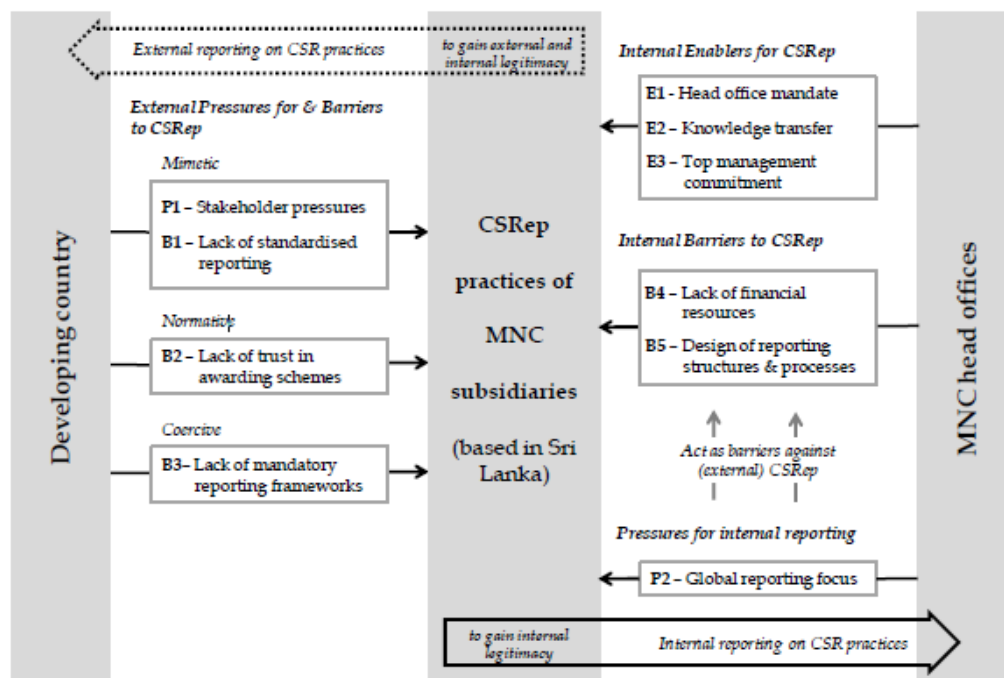 External reporting on CSR practices
to gain external and
internal legitimacy
External Pressures for & Barriers
to CSRep
Mimetic
P1 – Stakeholder pressures
B1 – Lack of standardised
reporting
Normative
B2 – Lack of trust in
awarding schemes
Coercive
B3– Lack of mandatory
reporting frameworks
Developing country
CSRep
practices of
MNC
subsidiaries
(based in Sri
Lanka)
Internal Enablers for CSRep
E1 - Head office mandate
E2 – Knowledge transfer
E3 – Top management
commitment
Internal Barriers to CSRep
B4 – Lack of financial
resources
B5 – Design of reporting
structures & processes
Act as barriers against
(external) CSRep
Pressures for internal reporting
P2 – Global reporting focus
MNC head offices
to gain internal
legitimacy
Internal reporting on CSR practices